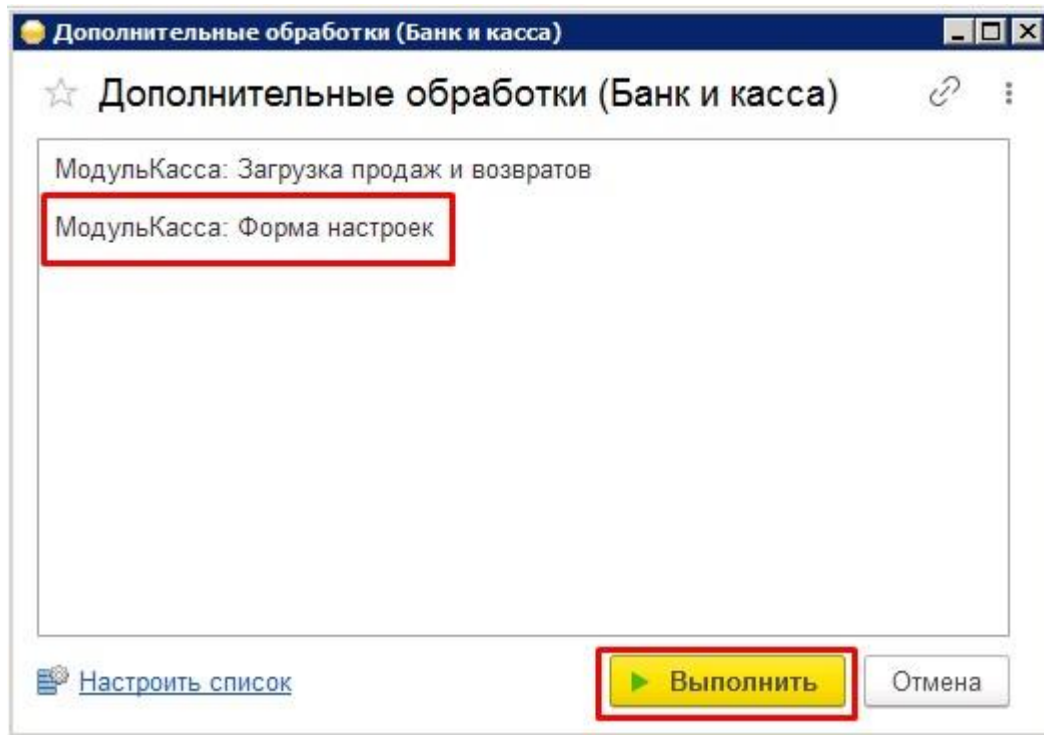 Дополнительные обработки (Банк и касса)
Дополнительные обработки (Банк и касса)
МодульКасса: Загрузка продаж и возвратов
МодульКасса: Форма настроек
Настроить список
Выполнить
Отмена